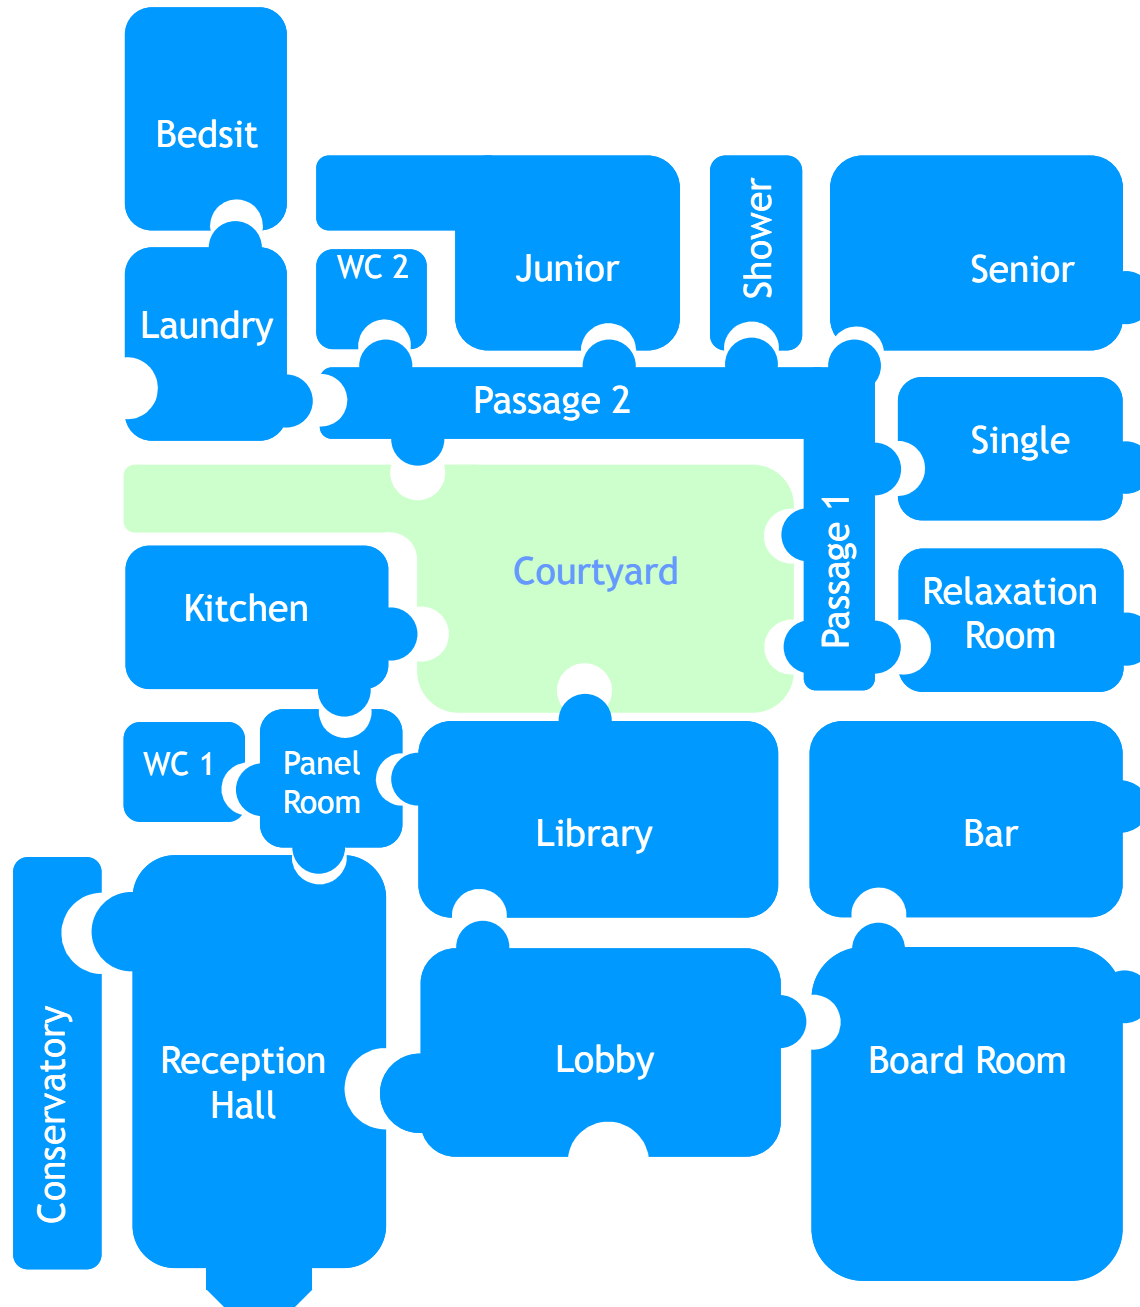 Bedsit
Shower
WC 2
Junior
Senior
Laundry
Passage 2
Single
Passage 1
Courtyard
Kitchen
Relaxation
Room
WC 1
Panel
Room
Library
Bar
Conservatory
Reception
Hall
Lobby
Board Room